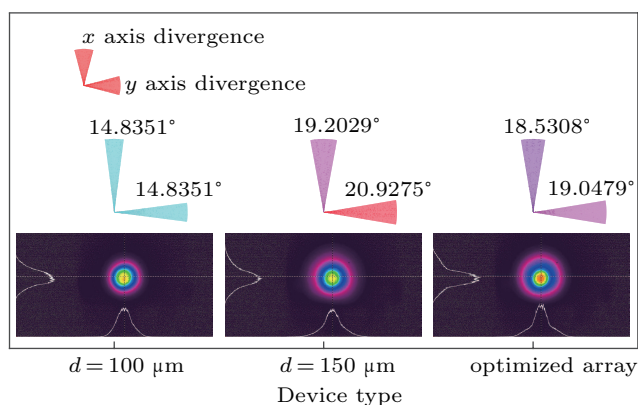 x axis divergence
y axis divergence
14.8351° 19.2029° 18.5308°
14.8351° 20.9275° 19.0479°
d = 100 μm d = 150 μm optimized array
Device type